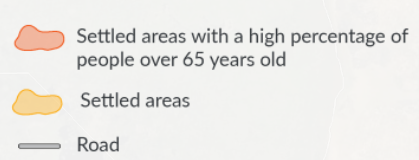 Settled areas with a high percentage of
people over 65 years old
Settled areas
Road